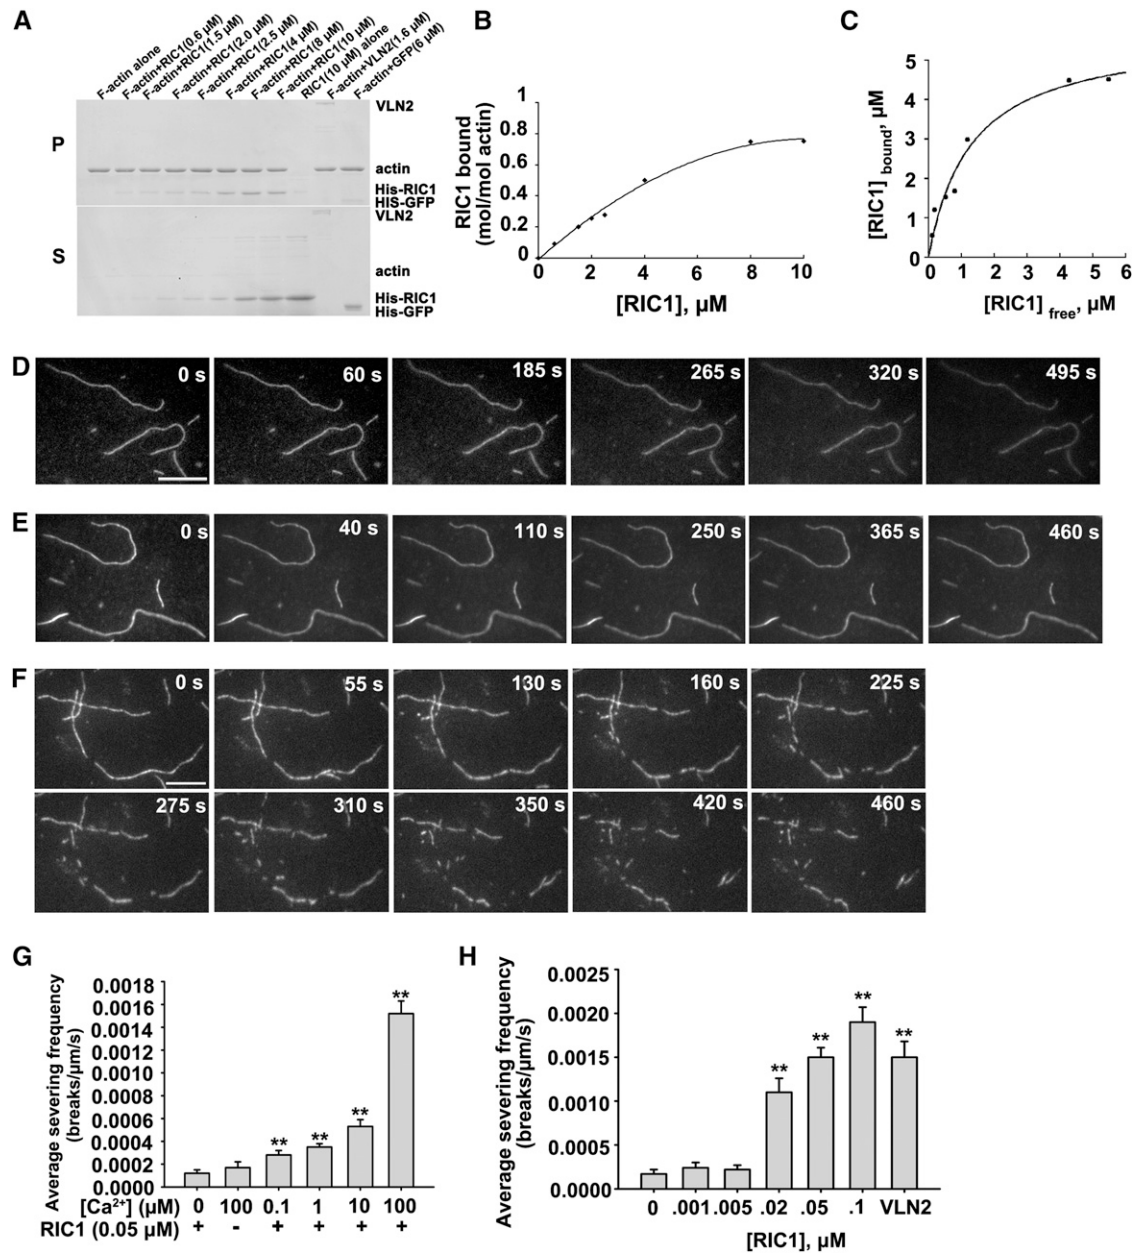 A
F-actin alone
F-actin+RIC1(0.6 µM)
F-actin+RIC1(1.5 µM)
F-actin+RIC1(2.0 µM)
F-actin+RIC1(2.5 µM)
F-actin+RIC1(4 µM)
F-actin+RIC1(8 µM)
F-actin+RIC1(10 µM)
RIC1(10 µM) alone
F-actin+VLN2(1.6 µM)
F-actin+GFP(6 µM)
P
VLN2
actin
His-RIC1
HIS-GFP
S
VLN2
actin
His-RIC1
His-GFP
B
RIC1 bound
(mol/mol actin)
1
0.8
0.6
0.4
0.2
0
0 2 4 6 8 10
[RIC1], µM
C
[RIC1] bound, µM
5
4
3
2
1
0
0 1 2 3 4 5 6
[RIC1] free, µM
D
0 s
60 s
185 s
265 s
320 s
495 s
E
0 s
40 s
110 s
250 s
365 s
460 s
F
0 s
55 s
130 s
160 s
225 s
275 s
310 s
350 s
420 s
460 s
G
Average severing frequency
(breaks/µm/s)
0.0018
0.0016
0.0014
0.0012
0.0010
0.0008
0.0006
0.0004
0.0002
0.0000
** ** ** **
[Ca²⁺] (µM) 0 100 0.1 1 10 100
RIC1 (0.05 µM) + - + + + +
H
Average severing frequency
(breaks/µm/s)
0.0025
0.0020
0.0015
0.0010
0.0005
0.0000
** ** ** **
0 .001 .005 .02 .05 .1 VLN2
[RIC1], µM